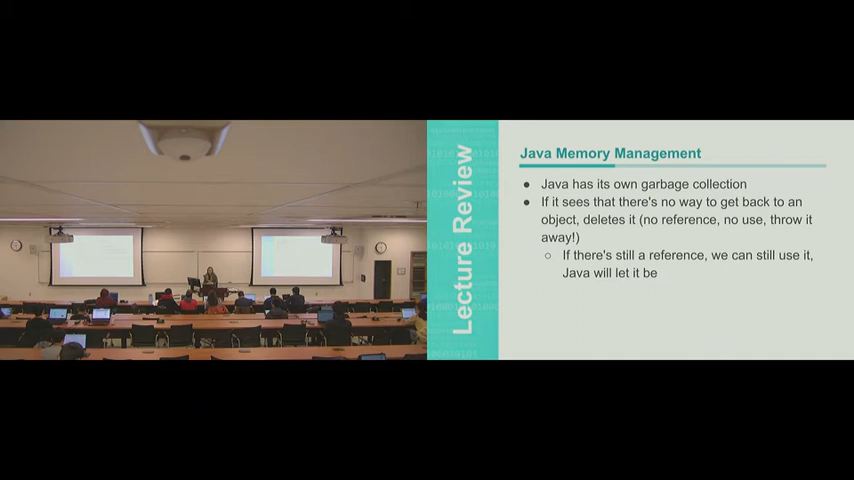 Lecture Review
Java Memory Management
● Java has its own garbage collection
● If it sees that there's no way to get back to an
object, deletes it (no reference, no use, throw it
away!)
○ If there's still a reference, we can still use it,
Java will let it be